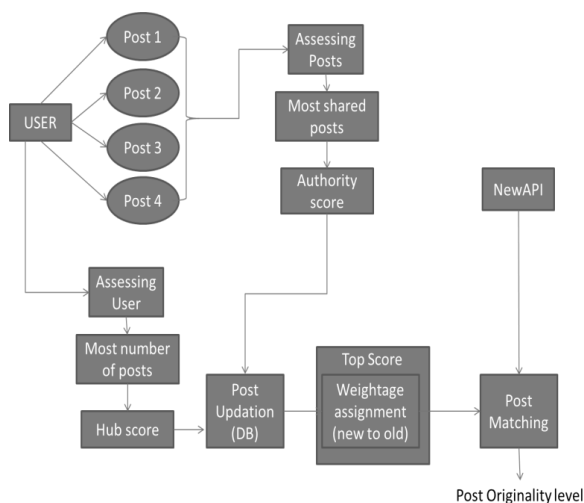 Post 1
Post 2
Post 3
Post 4
USER
Assessing
Posts
Most shared
posts
Authority
score
NewAPI
Assessing
User
Most number
of posts
Hub score
Post
Updation
(DB)
Top Score
Weightage
assignment
(new to old)
Post
Matching
Post Originality level